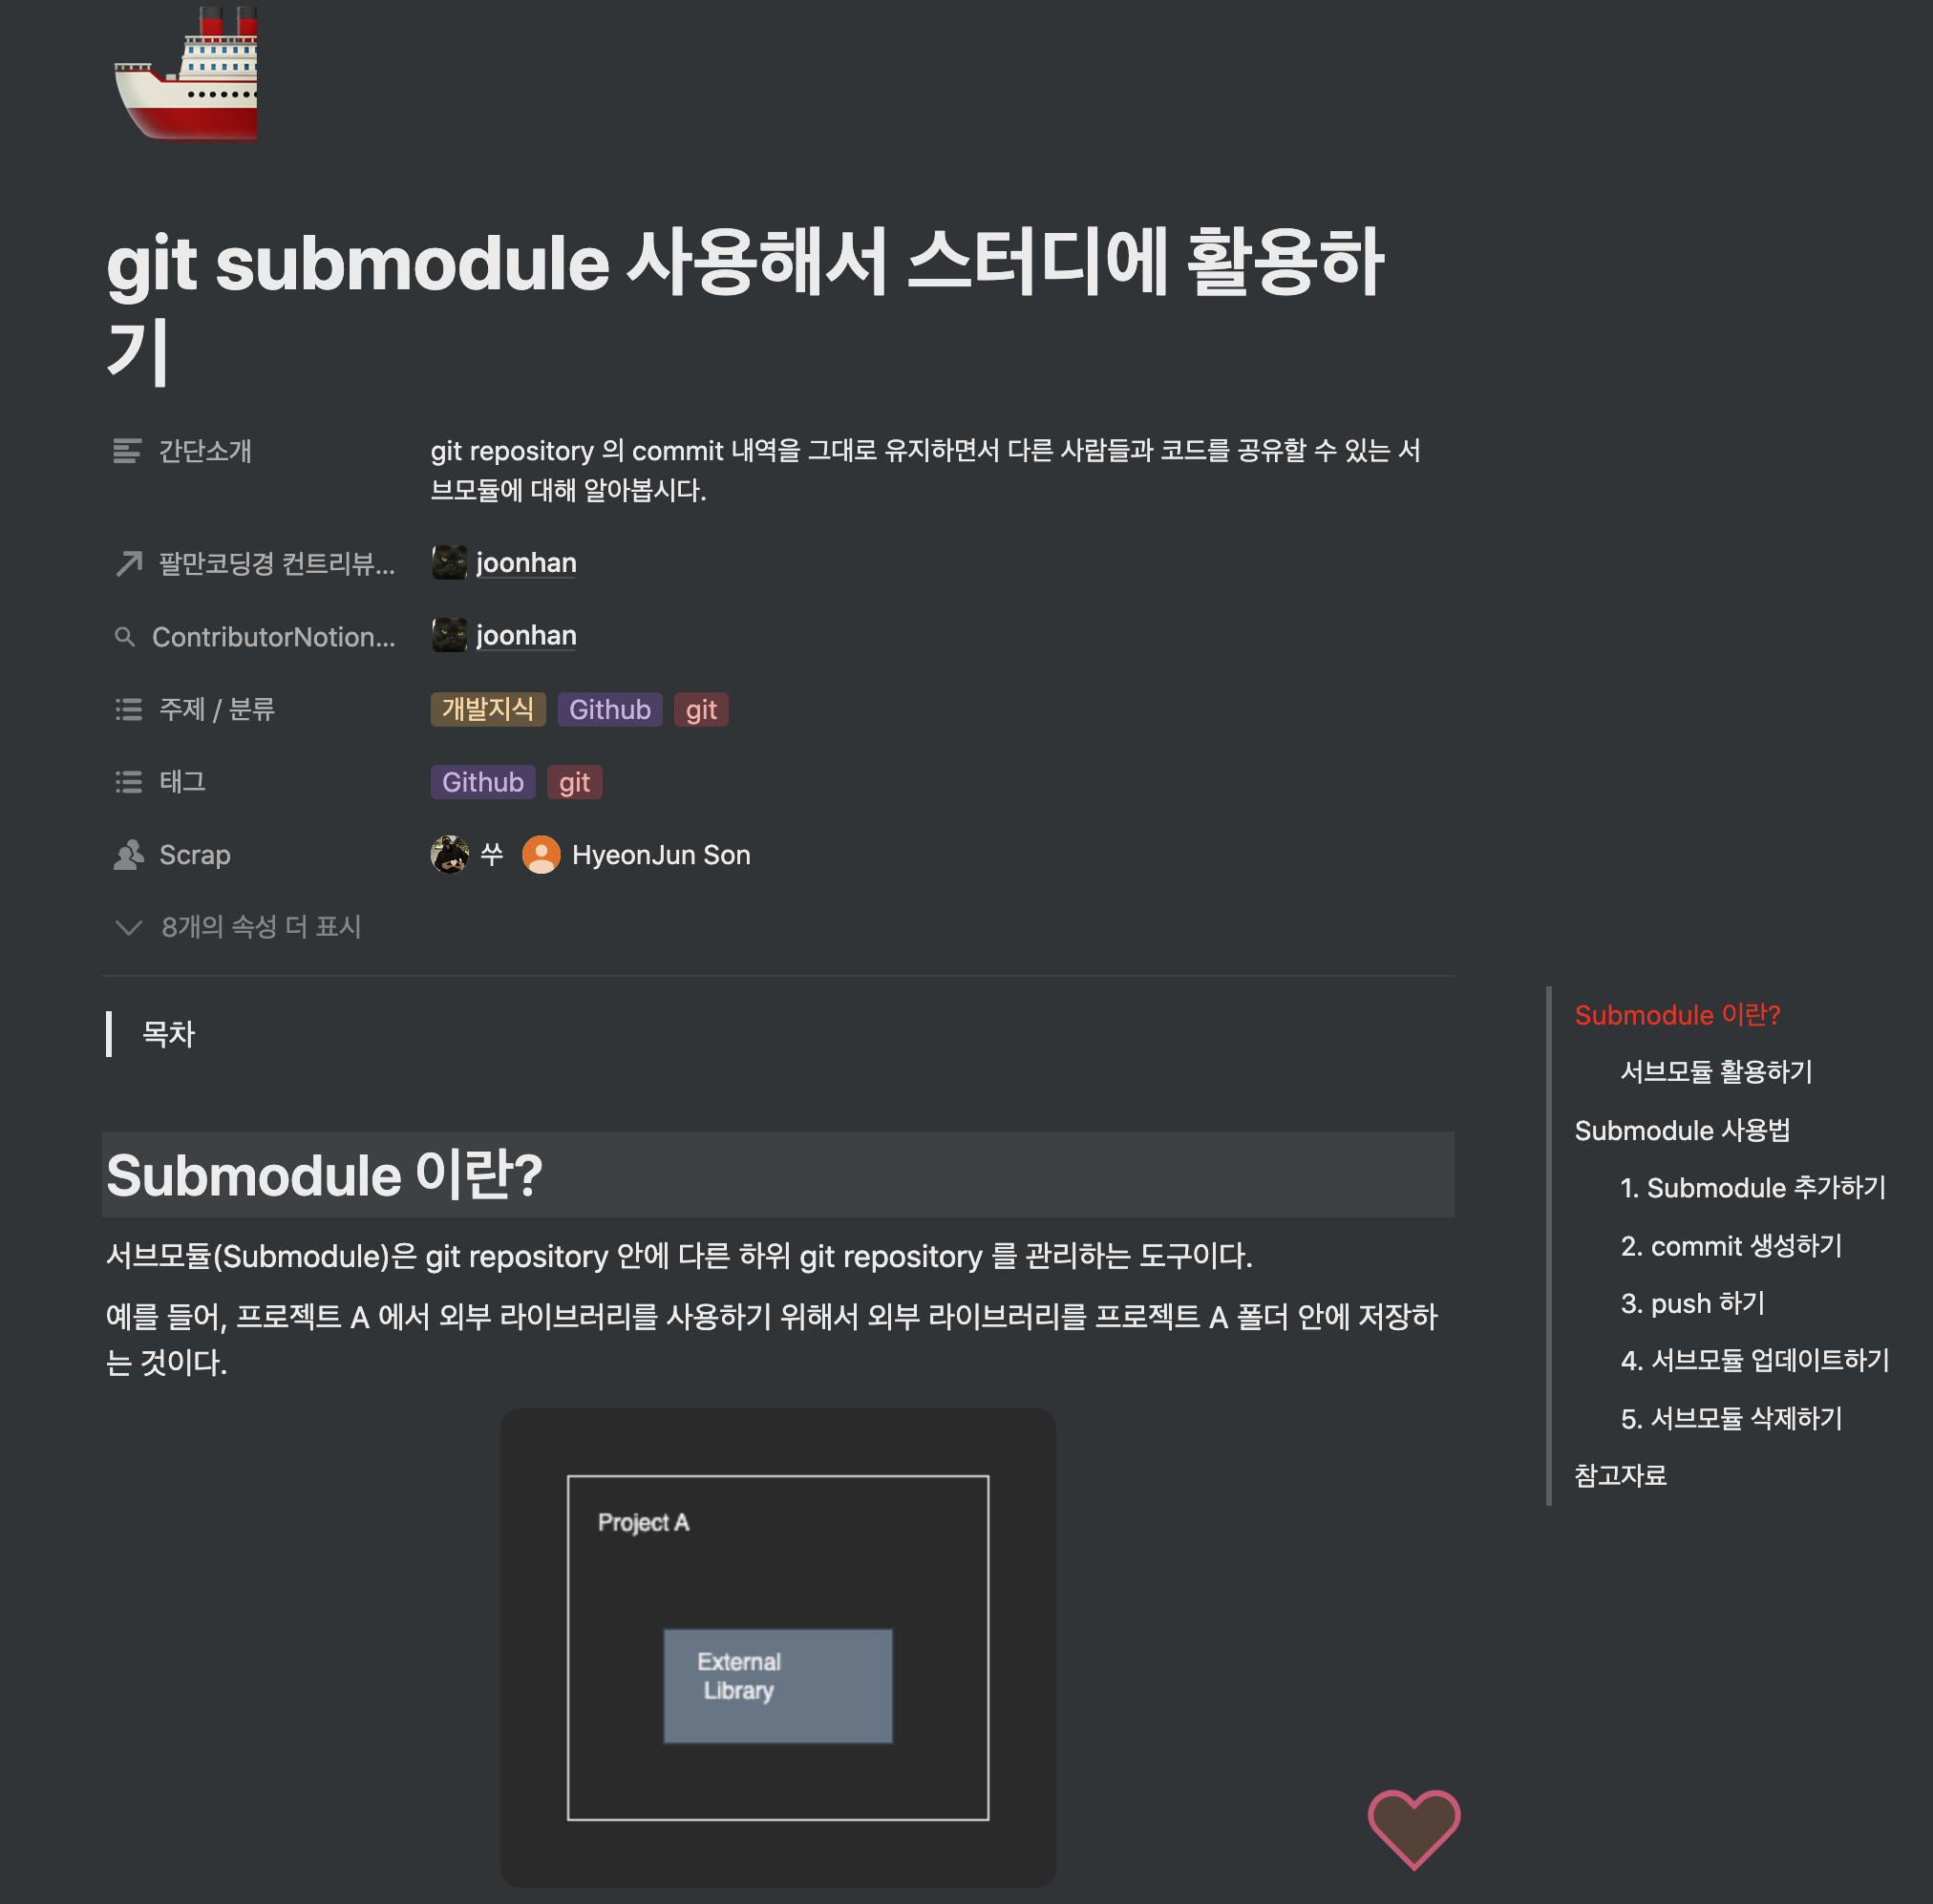 git submodule 사용해서 스터디에 활용하
기
간단소개
git repository 의 commit 내역을 그대로 유지하면서 다른 사람들과 코드를 공유할 수 있는 서
브모듈에 대해 알아봅시다.
팔만코딩경 컨트리뷰...
joonhan
ContributorNotion...
joonhan
주제 / 분류
개발지식 Github git
태그
Github git
Scrap
쑤 HyeonJun Son
8개의 속성 더 표시
목차
Submodule 이란?
서브모듈(Submodule)은 git repository 안에 다른 하위 git repository 를 관리하는 도구이다.
예를 들어, 프로젝트 A 에서 외부 라이브러리를 사용하기 위해서 외부 라이브러리를 프로젝트 A 폴더 안에 저장하
는 것이다.
Project A
External
Library
Submodule 이란?
서브모듈 활용하기
Submodule 사용법
1. Submodule 추가하기
2. commit 생성하기
3. push 하기
4. 서브모듈 업데이트하기
5. 서브모듈 삭제하기
참고자료